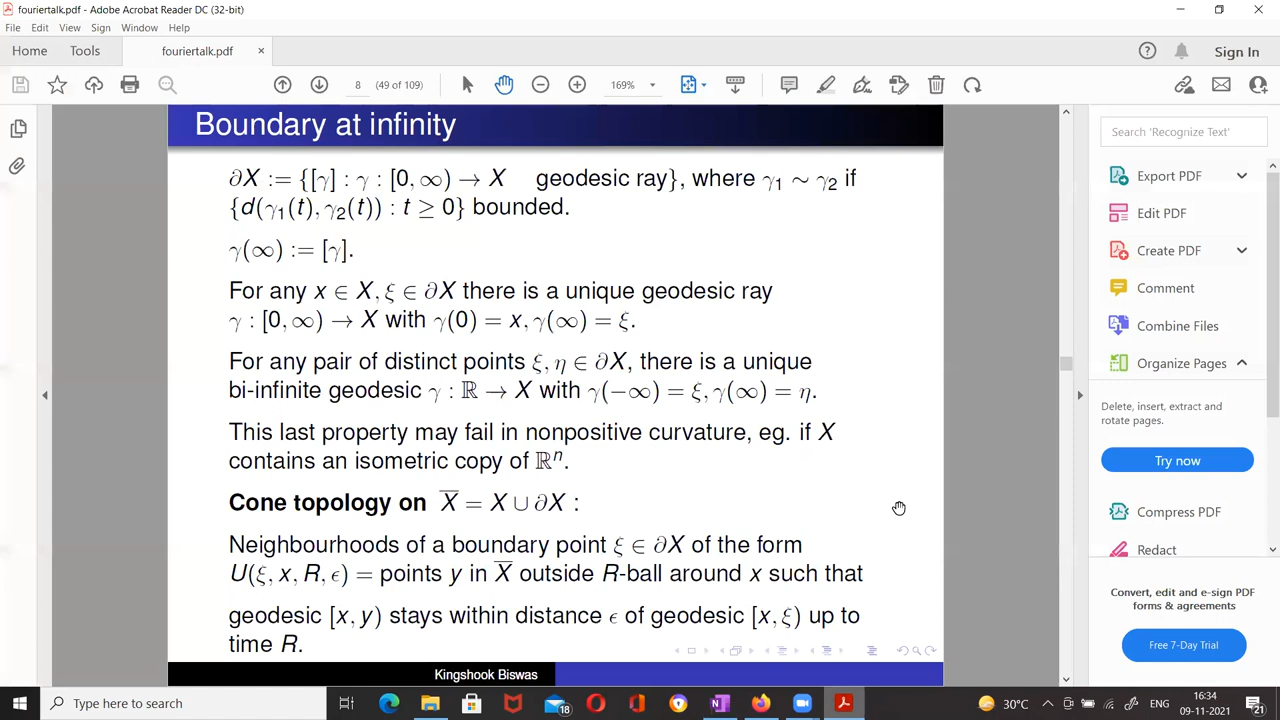 fouriertalk.pdf - Adobe Acrobat Reader DC (32-bit)
File Edit View Sign Window Help
Home Tools fouriertalk.pdf × Sign In
8 (49 of 109) 169%
Boundary at infinity
∂X := {[γ] : γ : [0, ∞) → X geodesic ray}, where γ₁ ∼ γ₂ if
{d(γ₁(t), γ₂(t)) : t ≥ 0} bounded.
γ(∞) := [γ].
For any x ∈ X, ξ ∈ ∂X there is a unique geodesic ray
γ : [0, ∞) → X with γ(0) = x, γ(∞) = ξ.
For any pair of distinct points ξ, η ∈ ∂X, there is a unique
bi-infinite geodesic γ : ℝ → X with γ(−∞) = ξ, γ(∞) = η.
This last property may fail in nonpositive curvature, eg. if X
contains an isometric copy of ℝⁿ.
Cone topology on X̅ = X ∪ ∂X :
Neighbourhoods of a boundary point ξ ∈ ∂X of the form
U(ξ, x, R, ϵ) = points y in X̅ outside R-ball around x such that
geodesic [x, y) stays within distance ϵ of geodesic [x, ξ) up to
time R.
Kingshook Biswas
Search 'Recognize Text'
Export PDF
Edit PDF
Create PDF
Comment
Combine Files
Organize Pages
Delete, insert, extract and
rotate pages.
Try now
Compress PDF
Redact
Convert, edit and e-sign PDF
forms & agreements
Free 7-Day Trial
Type here to search
18
30°C
ENG
16:34
09-11-2021
21